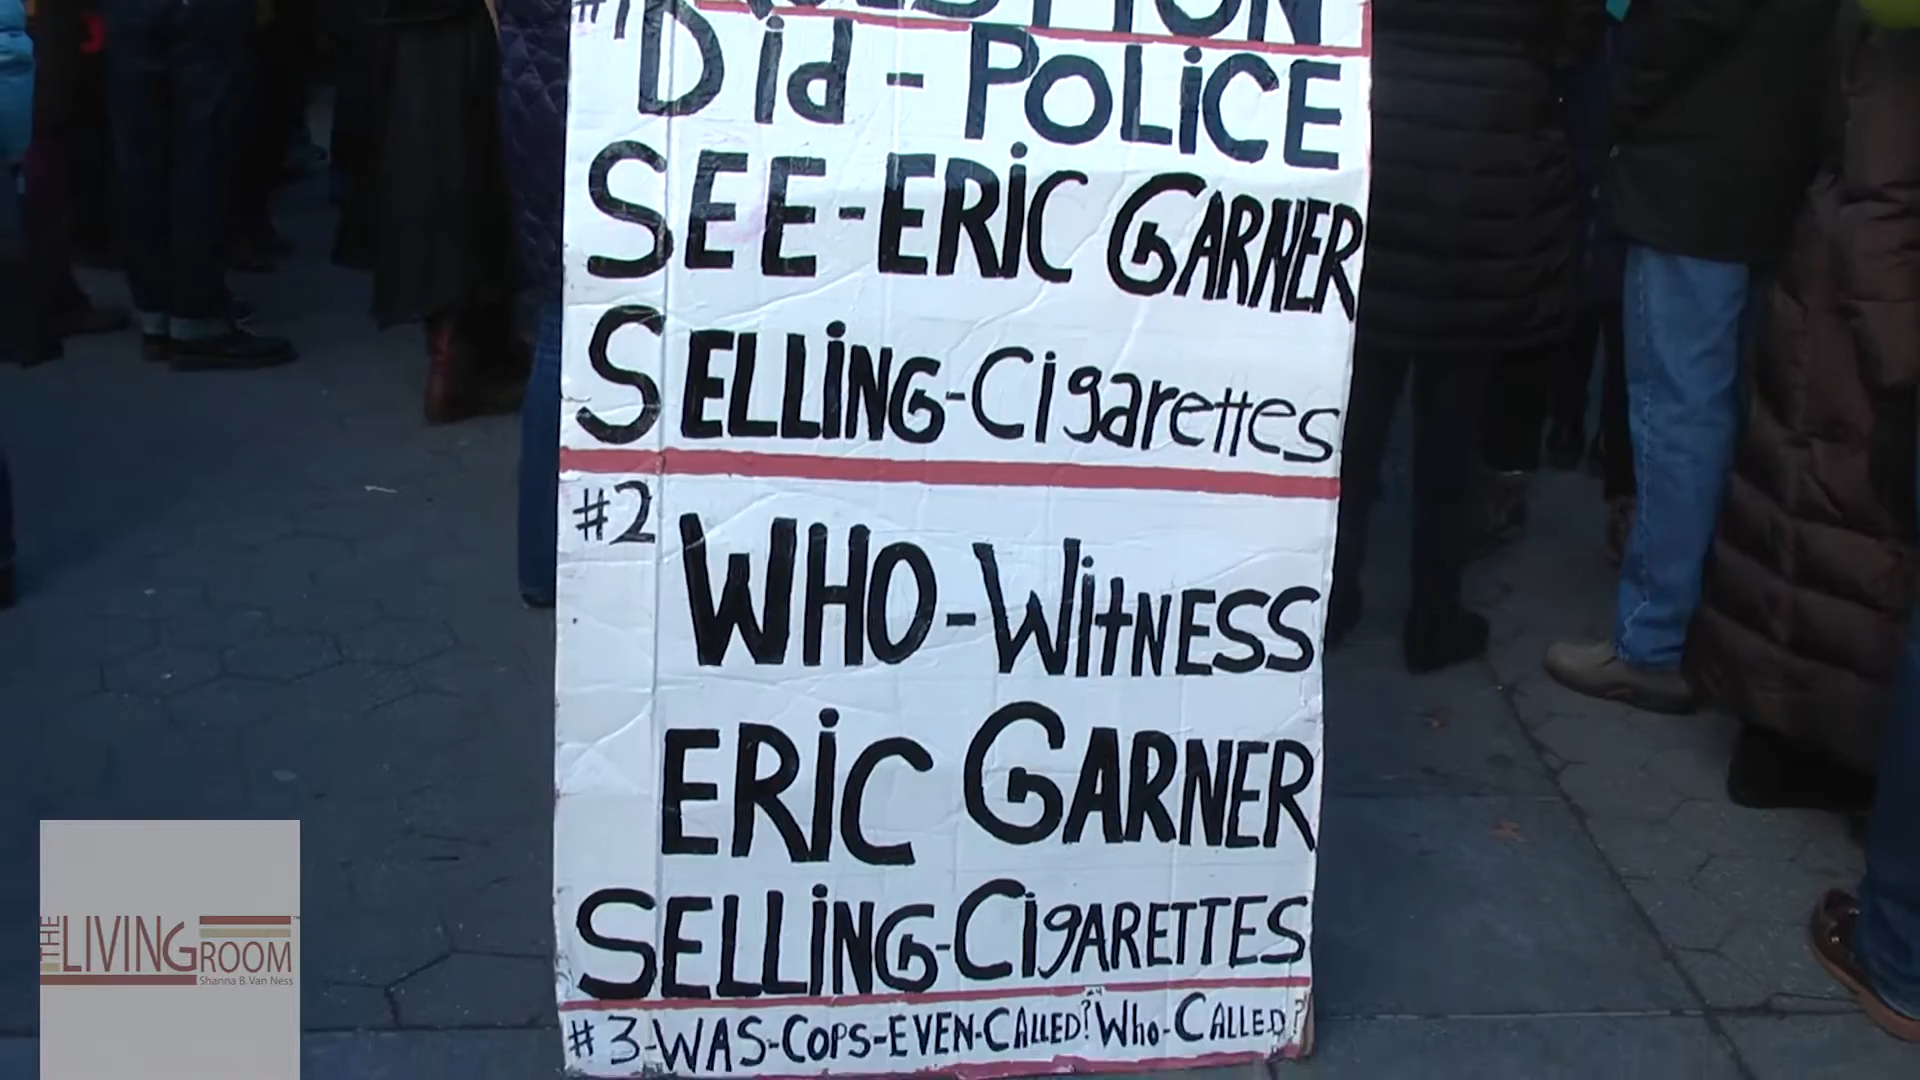 QUESTION
#1
Did - POLiCE
SEE-ERiC GARNER
SELLiNG-Cigarettes
#2
WHO-WitNESS
ERiC GARNER
SELLiNG-CigARETTES
#3-WAS-COPS-EVEN-CALLED? Who-CALLED?
THE LIVING ROOM
Shanna B. Van Ness